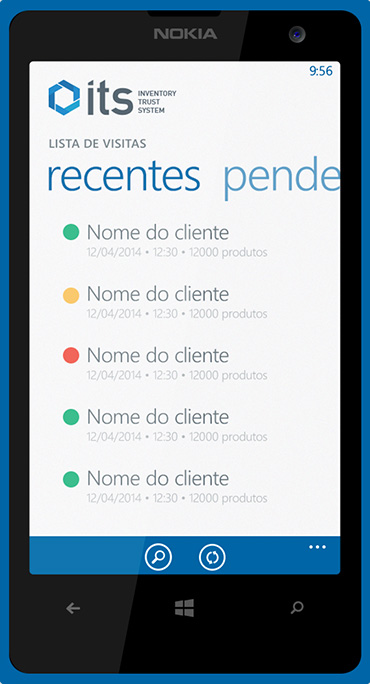 NOKIA
9:56
its
INVENTORY
TRUST
SYSTEM
LISTA DE VISITAS
recentes pende
Nome do cliente
12/04/2014 • 12:30 • 12000 produtos
Nome do cliente
12/04/2014 • 12:30 • 12000 produtos
Nome do cliente
12/04/2014 • 12:30 • 12000 produtos
Nome do cliente
12/04/2014 • 12:30 • 12000 produtos
Nome do cliente
12/04/2014 • 12:30 • 12000 produtos